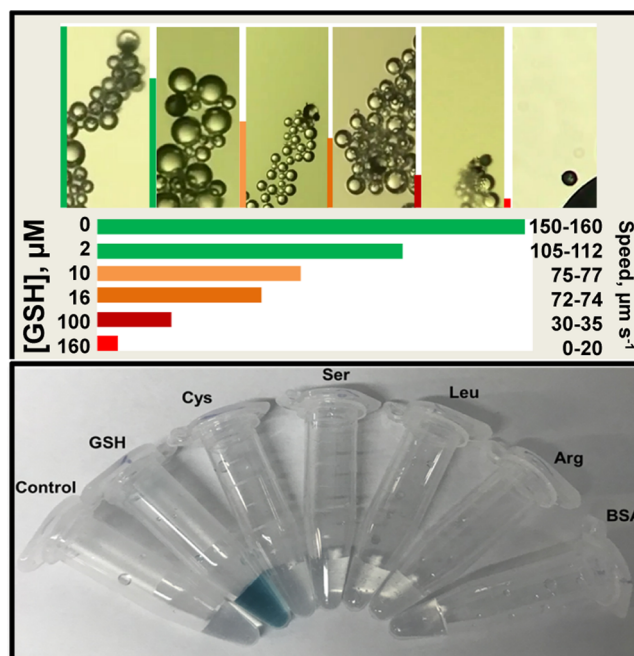 [GSH], µM
0
2
10
16
100
160
150-160
105-112
75-77
72-74
30-35
0-20
Speed, µm s-1
Control
GSH
Cys
Ser
Leu
Arg
BSA